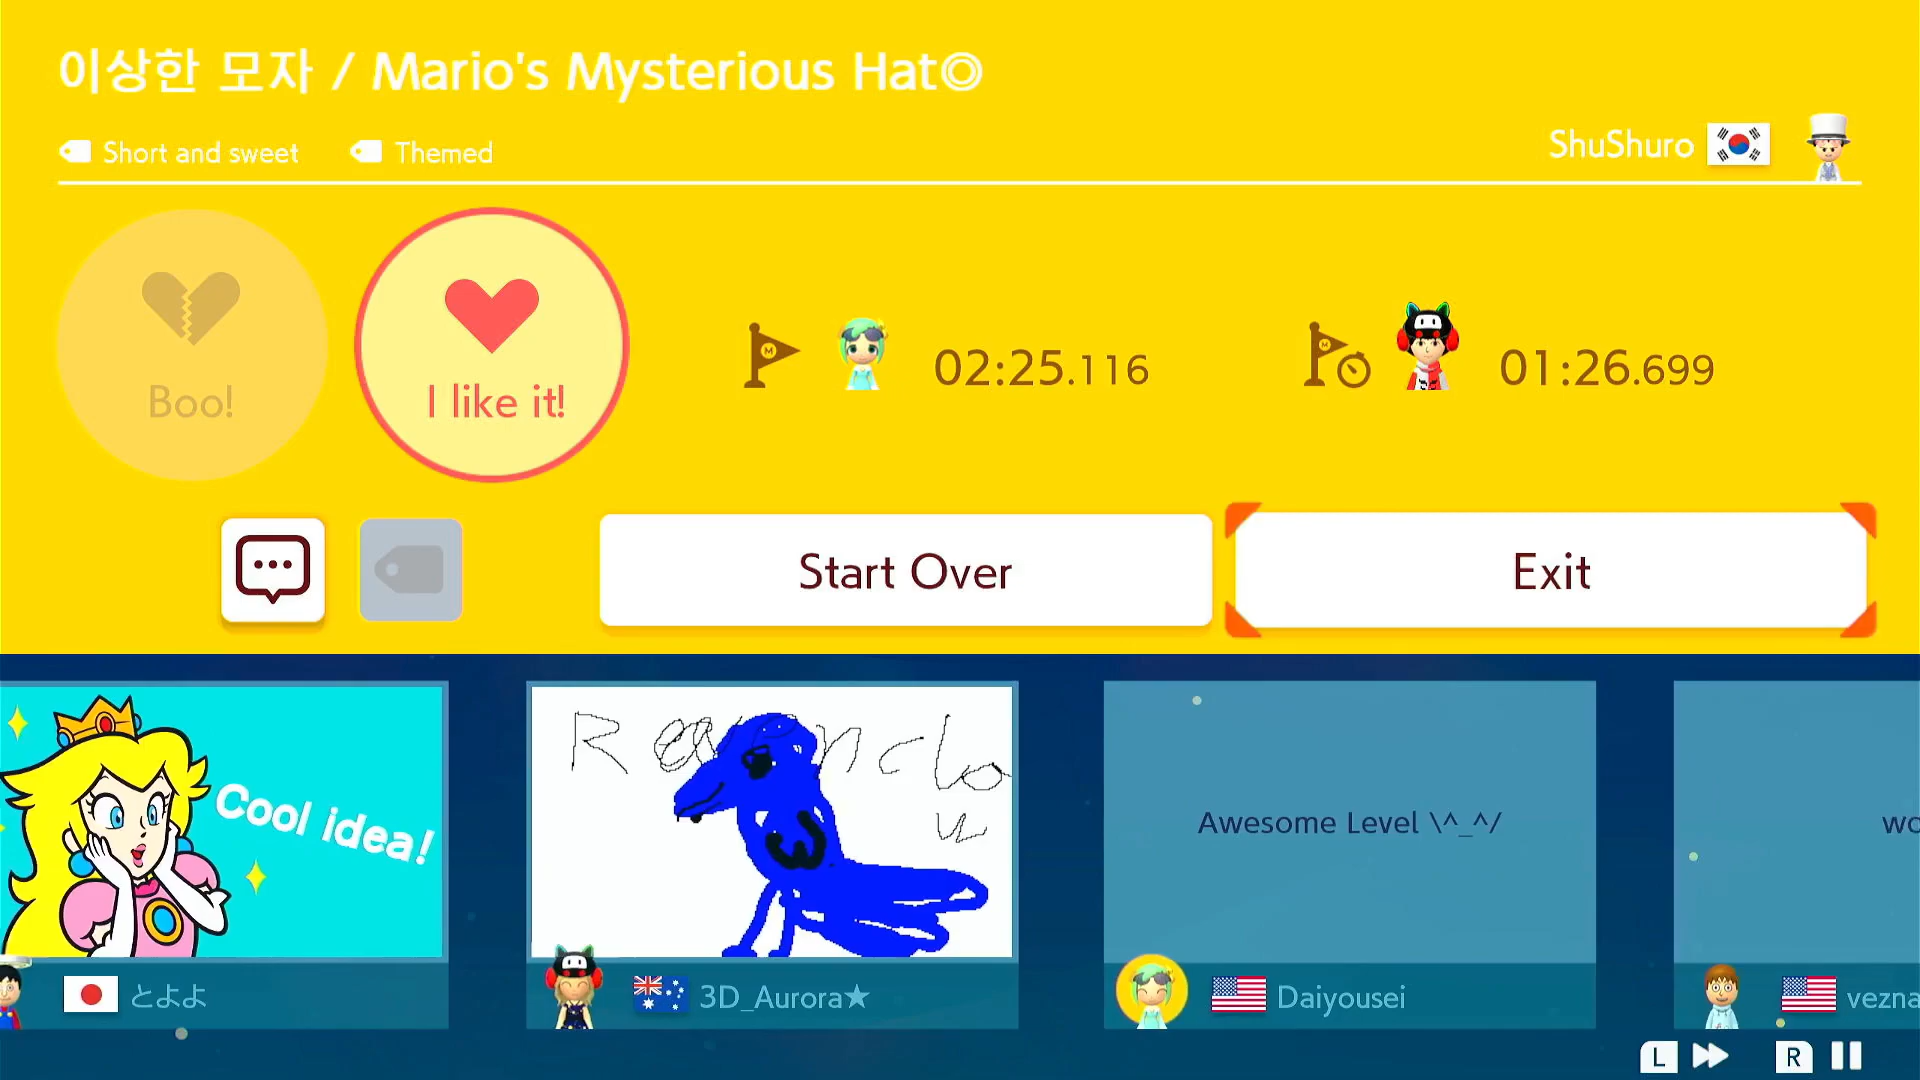 이상한 모자 / Mario's Mysterious Hat◎
Short and sweet
Themed
ShuShuro
Boo!
I like it!
M
02:25.116
M
01:26.699
Start Over
Exit
Cool idea!
Ravenclaw
Awesome Level \^_^/
とよよ
3D_Aurora★
Daiyousei
L
R